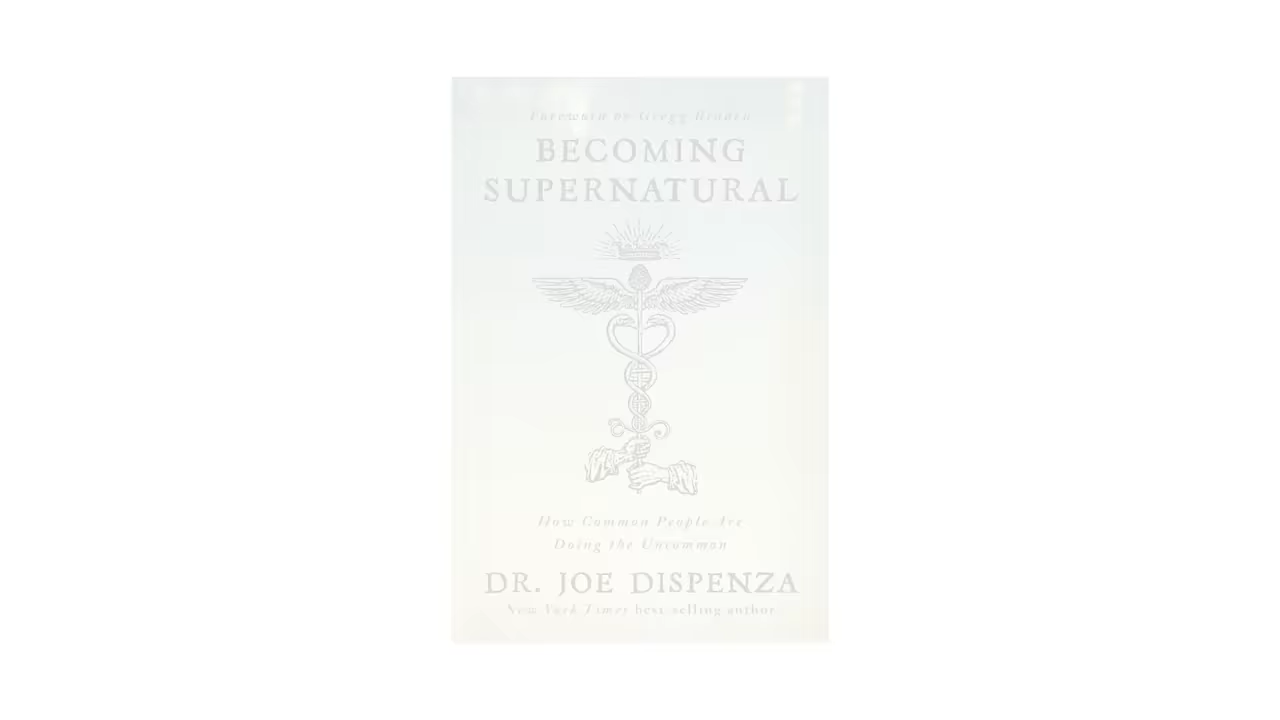 Foreword by Gregg Braden
BECOMING
SUPERNATURAL
How Common People Are
Doing the Uncommon
DR. JOE DISPENZA
New York Times best-selling author